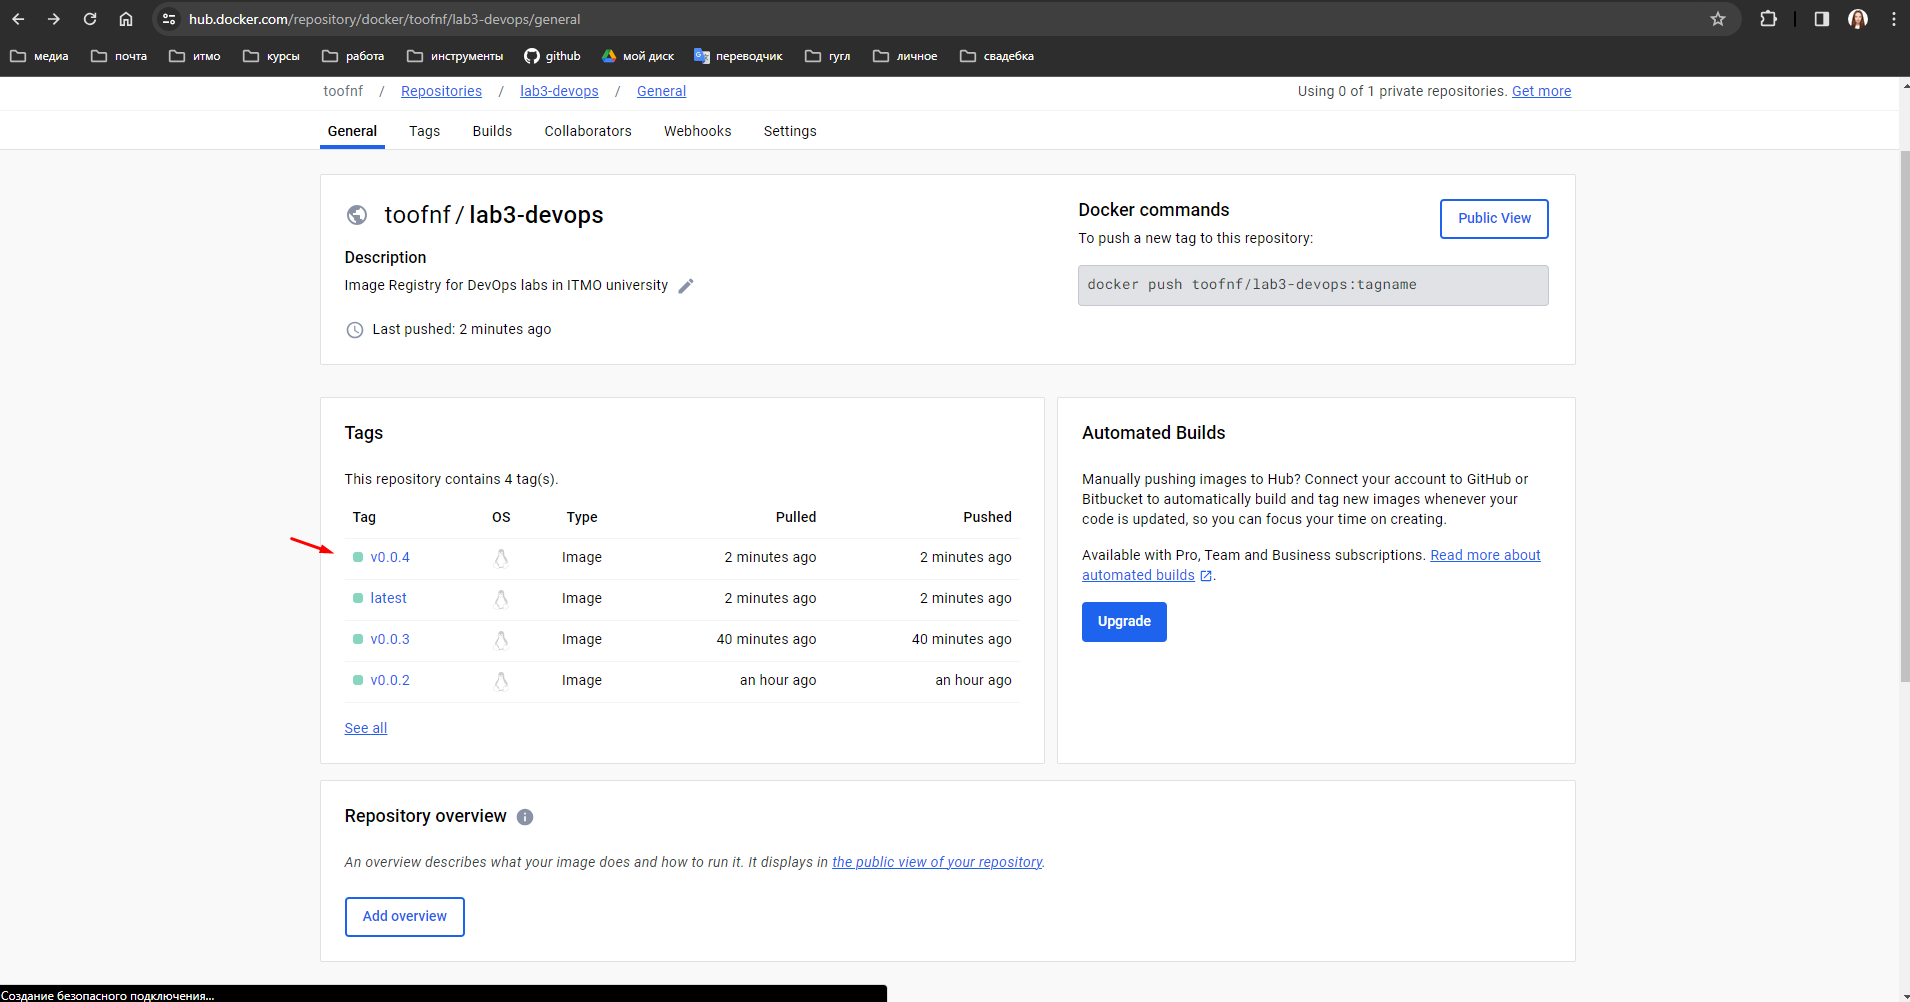 hub.docker.com/repository/docker/toofnf/lab3-devops/general
медиа почта итмо курсы работа инструменты github мой диск переводчик гугл личное свадебка
toofnf / Repositories / lab3-devops / General Using 0 of 1 private repositories. Get more
General Tags Builds Collaborators Webhooks Settings
toofnf / lab3-devops
Description
Image Registry for DevOps labs in ITMO university
Last pushed: 2 minutes ago
Docker commands
Public View
To push a new tag to this repository:
docker push toofnf/lab3-devops:tagname
Tags
This repository contains 4 tag(s).
Tag OS Type Pulled Pushed
v0.0.4 Image 2 minutes ago 2 minutes ago
latest Image 2 minutes ago 2 minutes ago
v0.0.3 Image 40 minutes ago 40 minutes ago
v0.0.2 Image an hour ago an hour ago
See all
Automated Builds
Manually pushing images to Hub? Connect your account to GitHub or
Bitbucket to automatically build and tag new images whenever your
code is updated, so you can focus your time on creating.
Available with Pro, Team and Business subscriptions. Read more about
automated builds .
Upgrade
Repository overview
An overview describes what your image does and how to run it. It displays in the public view of your repository.
Add overview
Создание безопасного подключения...